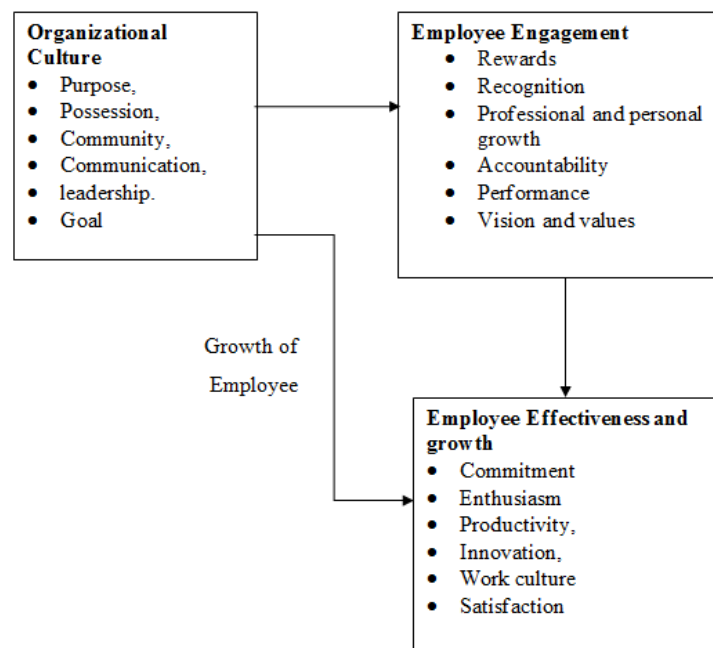 Organizational
Culture
• Purpose,
• Possession,
• Community,
• Communication,
• leadership.
• Goal
Employee Engagement
• Rewards
• Recognition
• Professional and personal
growth
• Accountability
• Performance
• Vision and values
Growth of
Employee
Employee Effectiveness and
growth
• Commitment
• Enthusiasm
• Productivity,
• Innovation,
• Work culture
• Satisfaction